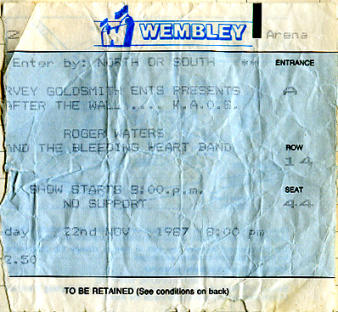 WEMBLEY
2 Arena
Enter by: NORTH OR SOUTH ** ENTRANCE
RVEY GOLDSMITH ENTS PRESENTS A
AFTER THE WALL .... K.A.O.S.
ROGER WATERS
AND THE BLEEDING HEART BAND ROW
14
SHOW STARTS 8:00.p.m. SEAT
NO SUPPORT 44
day 22nd NOV 1987 8:00 pm
2.50
TO BE RETAINED (See conditions on back)